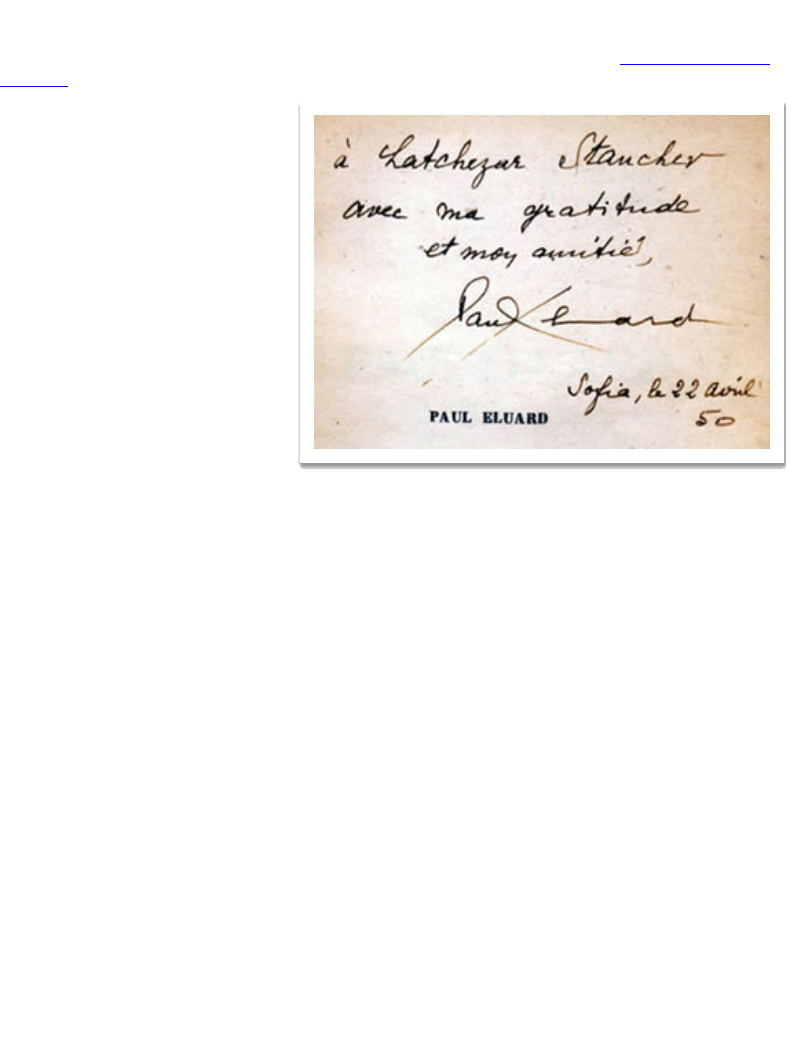 à Latchezar Stanchev
avec ma gratitude
et mon amitié,
Paul Eluard
Sofia, le 22 avril
50
PAUL ELUARD